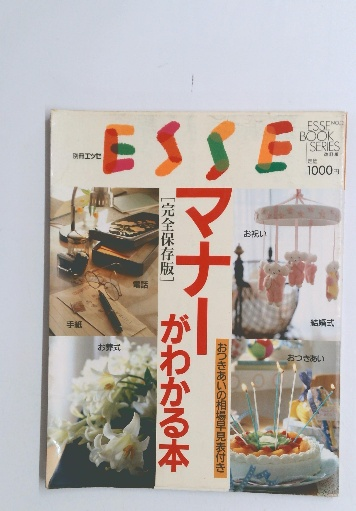 別冊エッセ
ESSE
ESSE
BOOK
SERIES
定価
1000円
マナーがわかる本
[完全保存版]
おつきあいの相場早見表付き
電話
手紙
お祝い
結婚式
お葬式
おつきあい